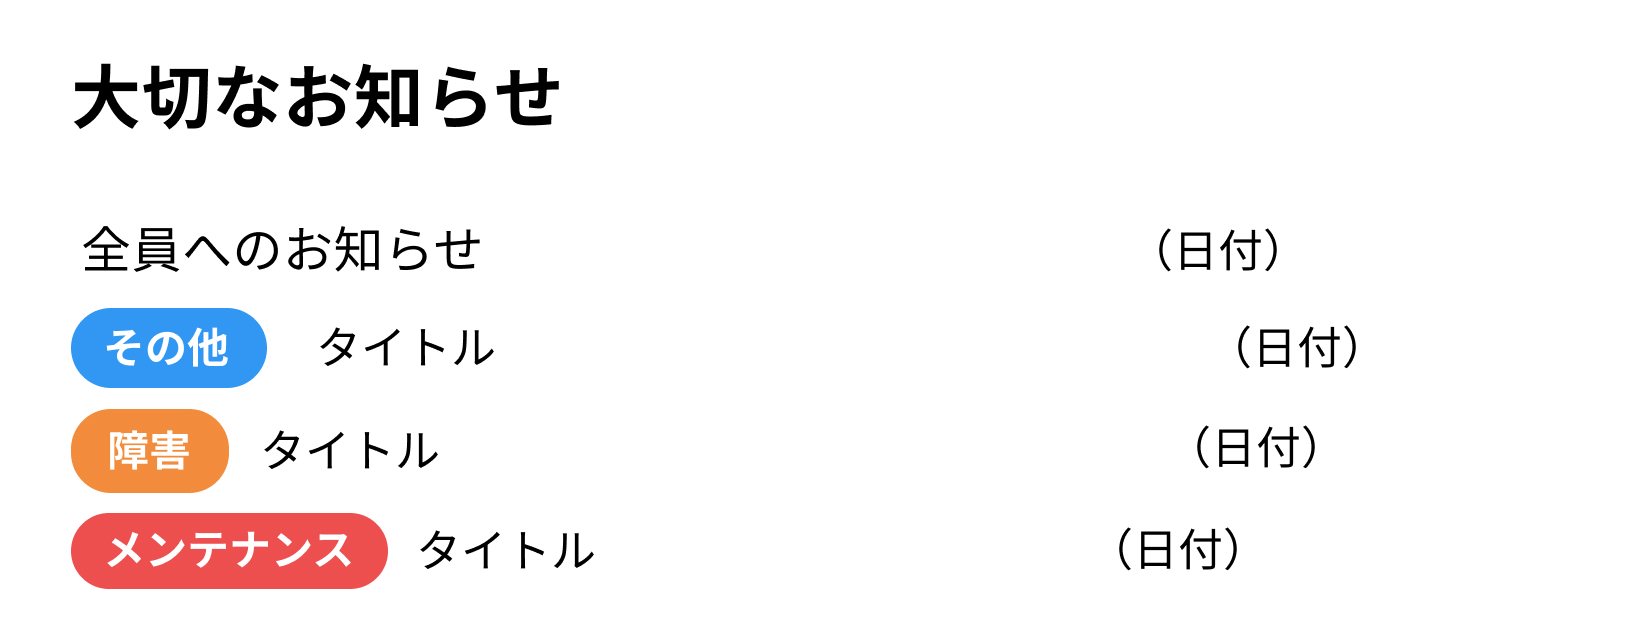 大切なお知らせ
全員へのお知らせ （日付）
その他 タイトル （日付）
障害 タイトル （日付）
メンテナンス タイトル （日付）